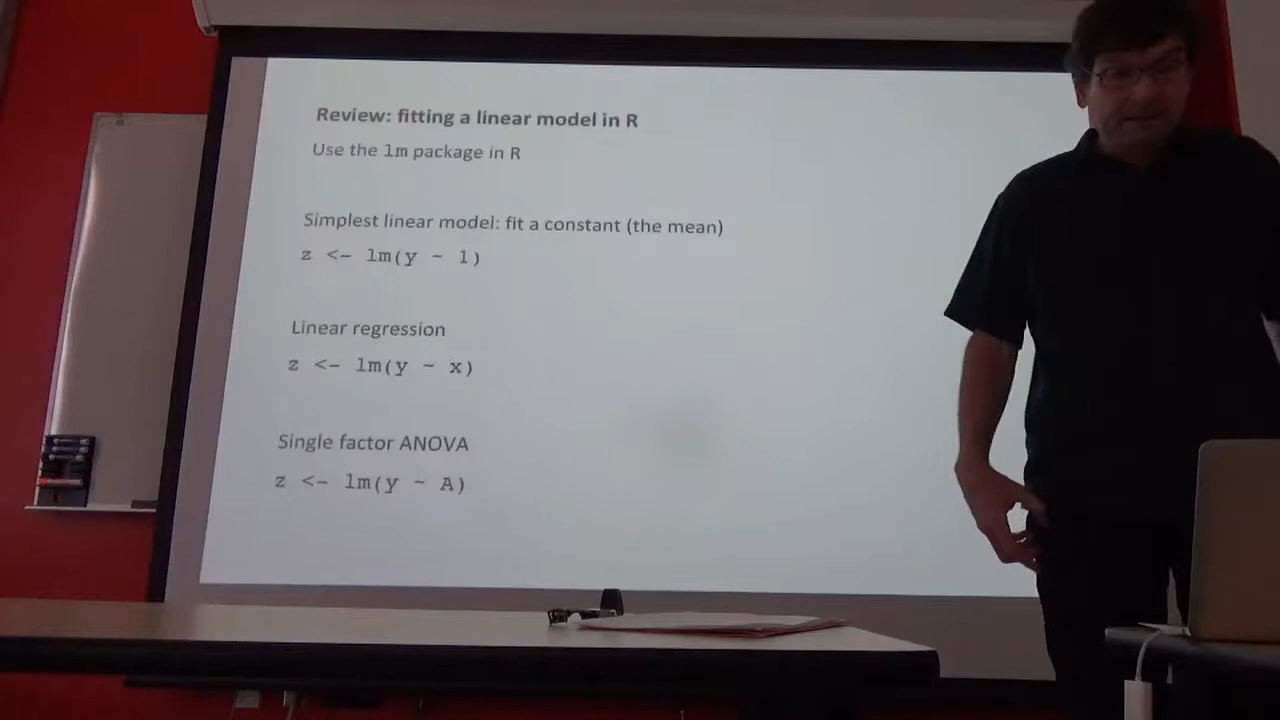 Review: fitting a linear model in R
Use the lm package in R
Simplest linear model: fit a constant (the mean)
z <- lm(y ~ 1)
Linear regression
z <- lm(y ~ x)
Single factor ANOVA
z <- lm(y ~ A)